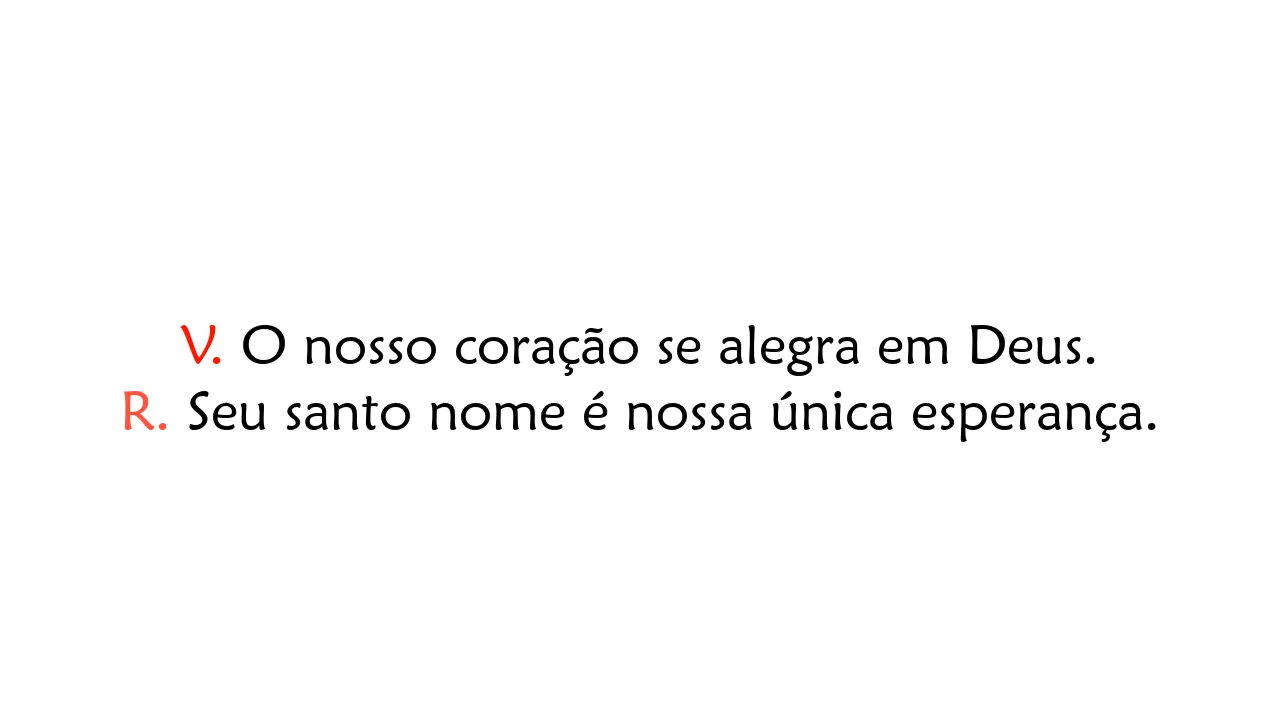 V. O nosso coração se alegra em Deus.
R. Seu santo nome é nossa única esperança.